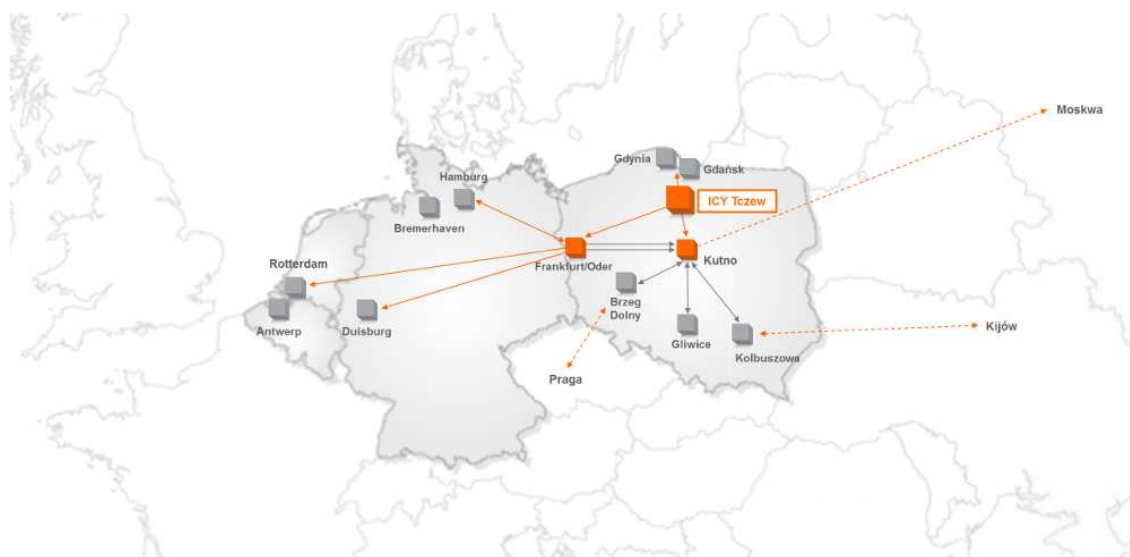 Moskwa
Gdynia
Gdańsk
Hamburg
ICY Tczew
Bremerhaven
Kutno
Frankfurt/Oder
Rotterdam
Brzeg
Dolny
Antwerp
Duisburg
Gliwice
Kolbuszowa
Kijów
Praga